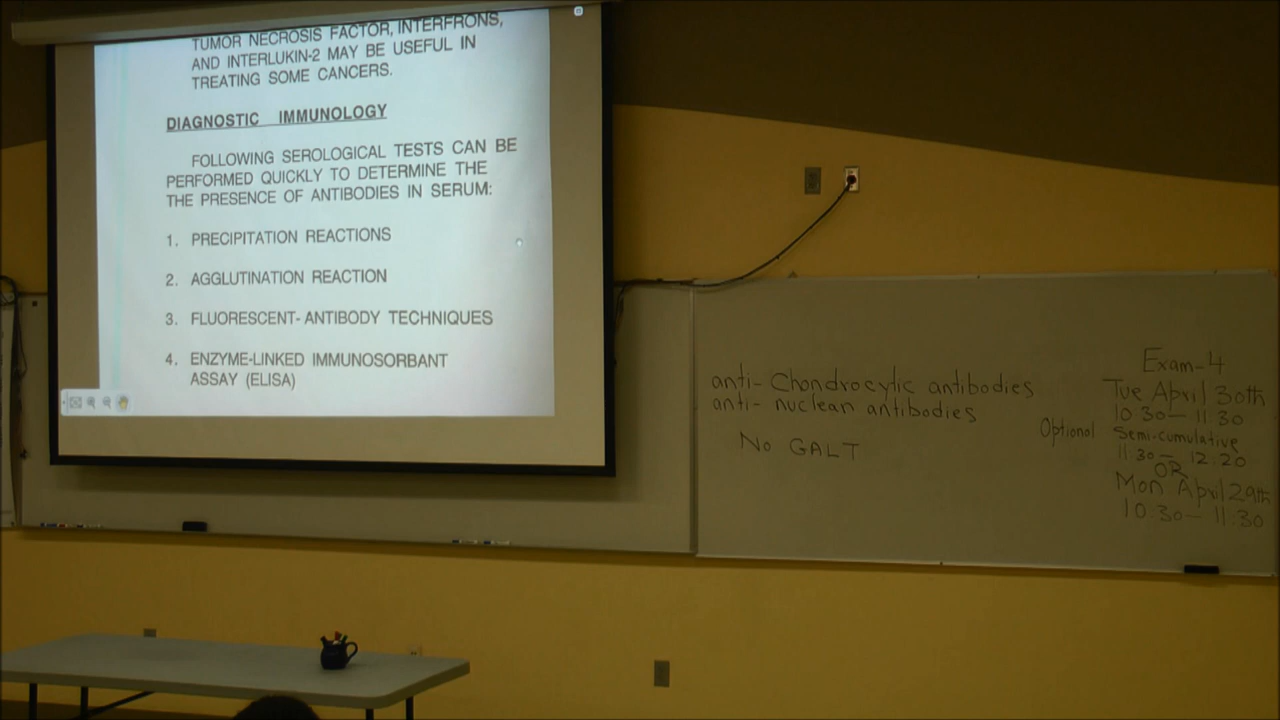 TUMOR NECROSIS FACTOR, INTERFRONS,
AND INTERLUKIN-2 MAY BE USEFUL IN
TREATING SOME CANCERS.
DIAGNOSTIC IMMUNOLOGY
FOLLOWING SEROLOGICAL TESTS CAN BE
PERFORMED QUICKLY TO DETERMINE THE
THE PRESENCE OF ANTIBODIES IN SERUM:
1. PRECIPITATION REACTIONS
2. AGGLUTINATION REACTION
3. FLUORESCENT-ANTIBODY TECHNIQUES
4. ENZYME-LINKED IMMUNOSORBANT
ASSAY (ELISA)
anti-Chondrocytic antibodies
anti-nuclean antibodies
No GALT
Exam-4
Tue April 30th
10:30-11:30
Optional Semi-cumulative
11:30-12:20
OR
Mon April 29th
10:30-11:30